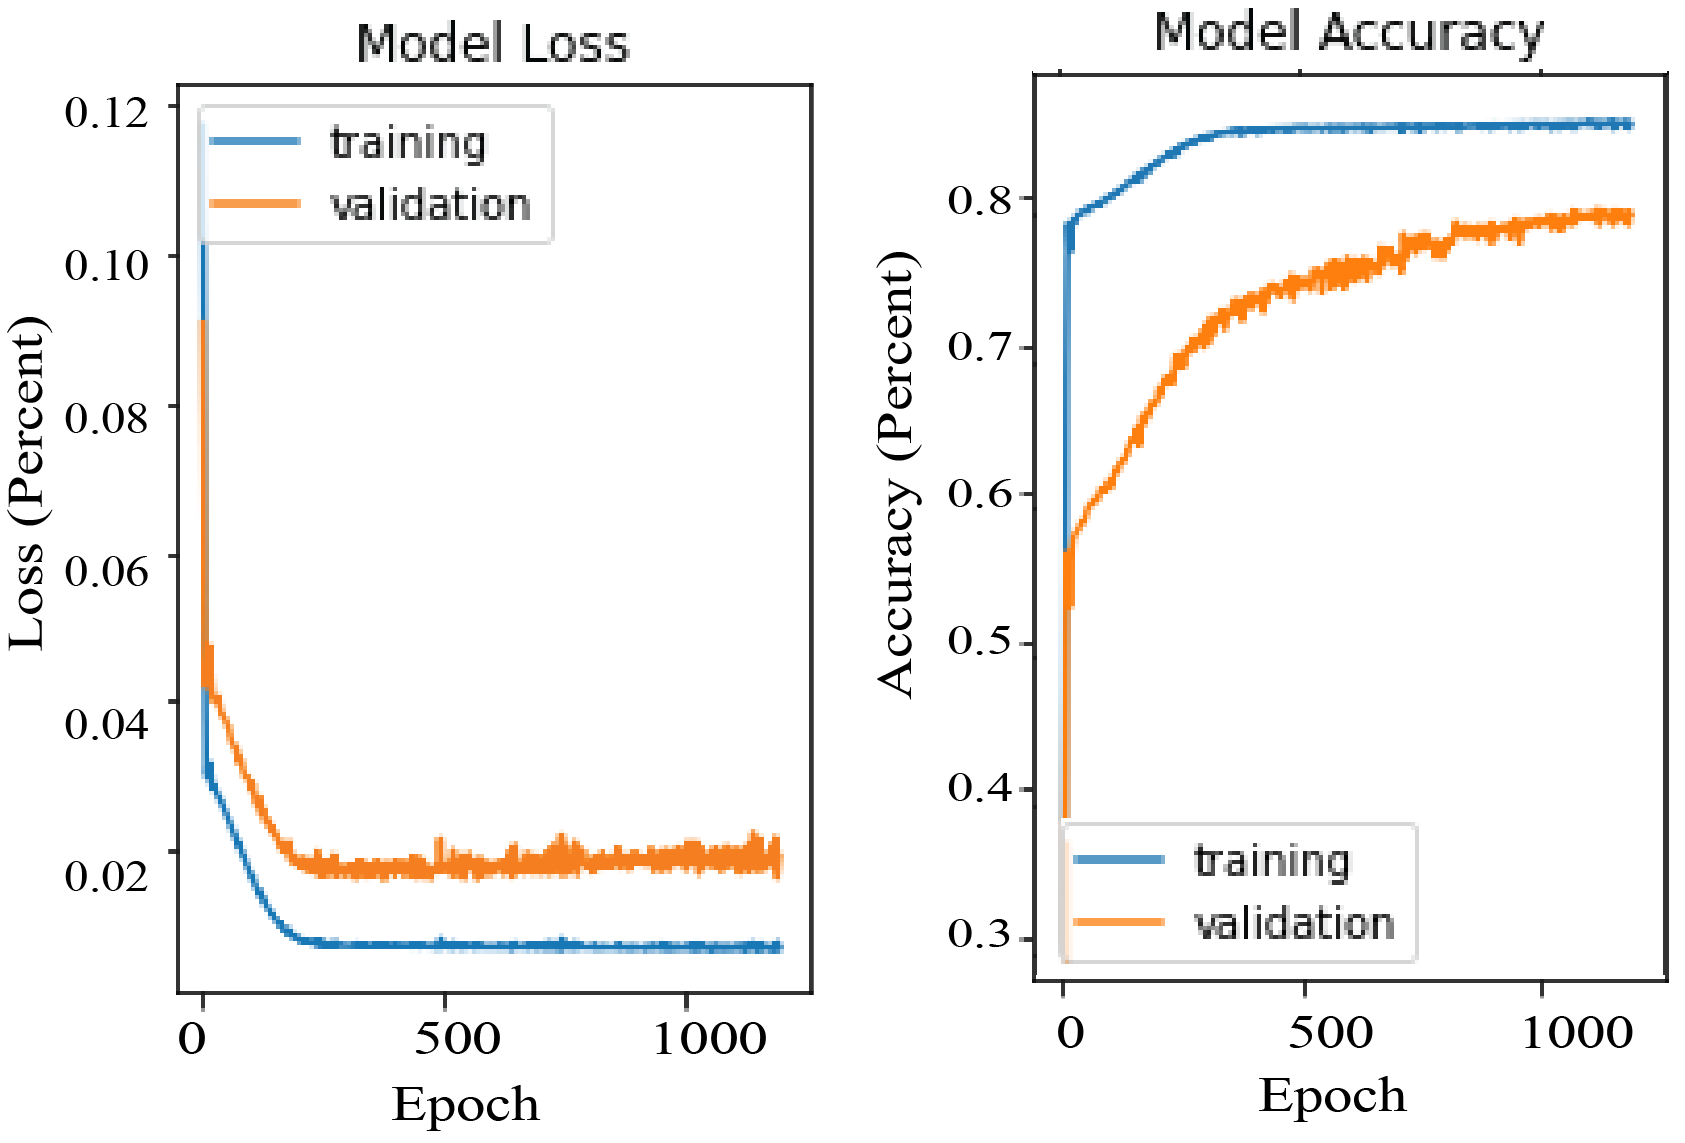 Model Loss
0.12
0.10
0.08
0.06
0.04
0.02
Loss (Percent)
training
validation
0 500 1000
Epoch
Model Accuracy
0.8
0.7
0.6
0.5
0.4
0.3
Accuracy (Percent)
training
validation
0 500 1000
Epoch